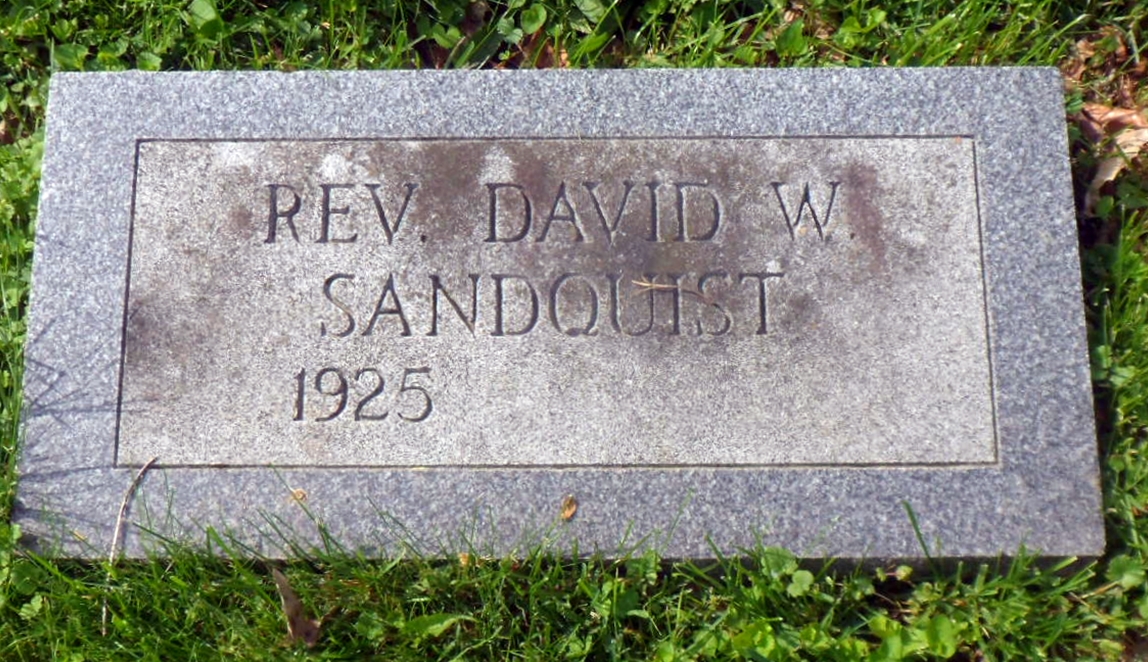 REV. DAVID W.
SANDQUIST
1925